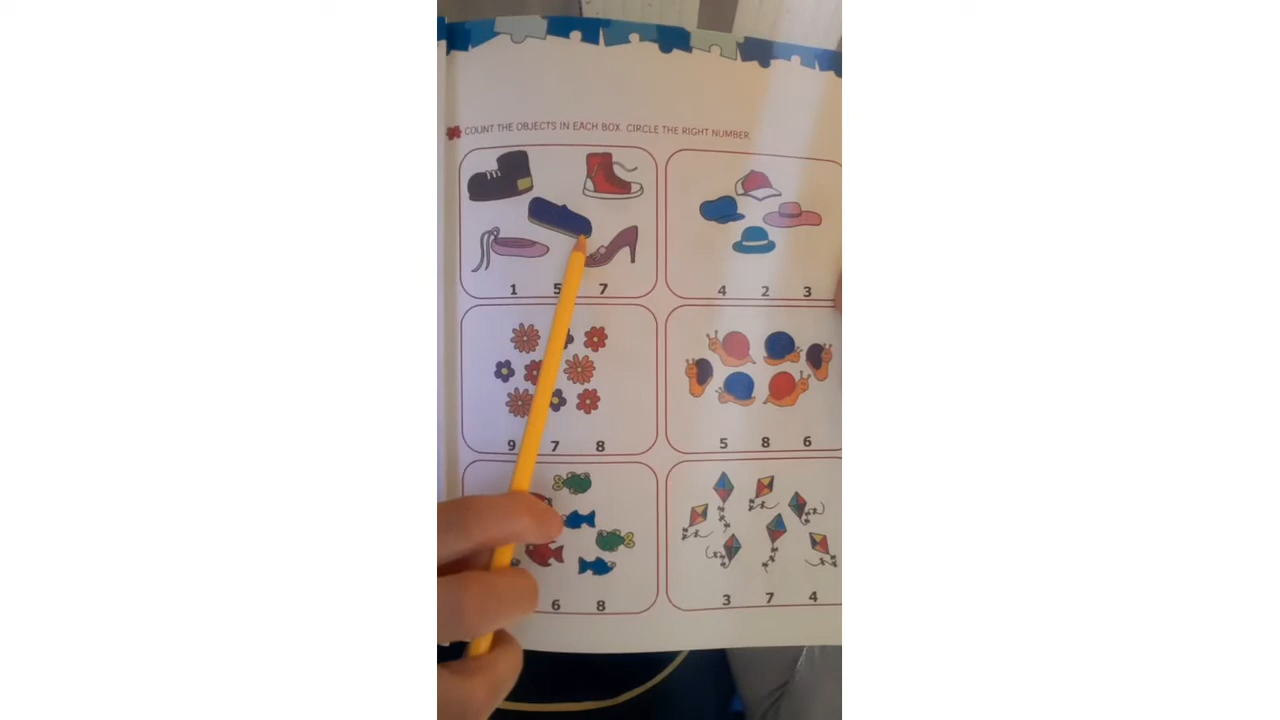 COUNT THE OBJECTS IN EACH BOX. CIRCLE THE RIGHT NUMBER.
1 5 7
4 2 3
9 7 8
5 8 6
6 8
3 7 4